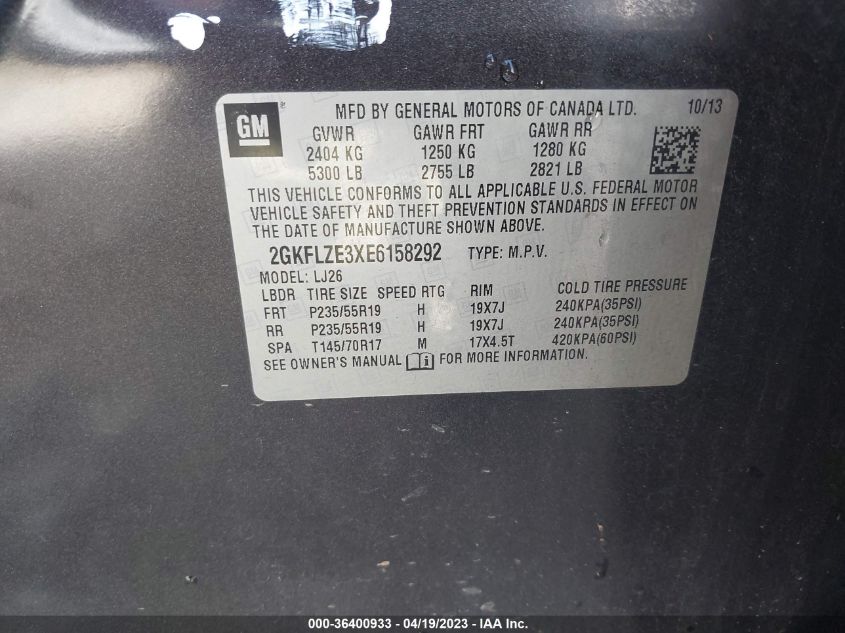 GM ®
MFD BY GENERAL MOTORS OF CANADA LTD. 10/13
GVWR GAWR FRT GAWR RR
2404 KG 1250 KG 1280 KG
5300 LB 2755 LB 2821 LB
THIS VEHICLE CONFORMS TO ALL APPLICABLE U.S. FEDERAL MOTOR
VEHICLE SAFETY AND THEFT PREVENTION STANDARDS IN EFFECT ON
THE DATE OF MANUFACTURE SHOWN ABOVE.
2GKFLZE3XE6158292 TYPE: M.P.V.
MODEL: LJ26
LBDR TIRE SIZE SPEED RTG RIM COLD TIRE PRESSURE
FRT P235/55R19 H 19X7J 240KPA(35PSI)
RR P235/55R19 H 19X7J 240KPA(35PSI)
SPA T145/70R17 M 17X4.5T 420KPA(60PSI)
SEE OWNER'S MANUAL FOR MORE INFORMATION.
000-36400933 - 04/19/2023 - IAA Inc.